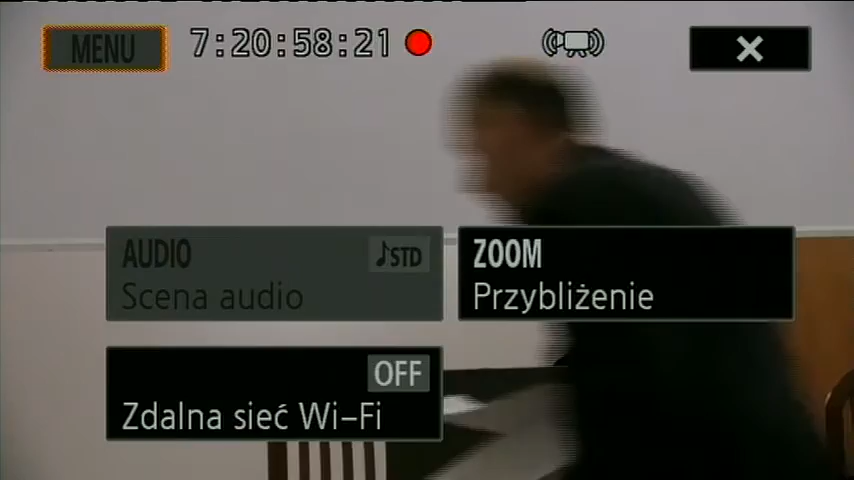 MENU 7:20:58:21
AUDIO ♪STD
Scena audio
ZOOM
Przybliżenie
OFF
Zdalna sieć Wi-Fi